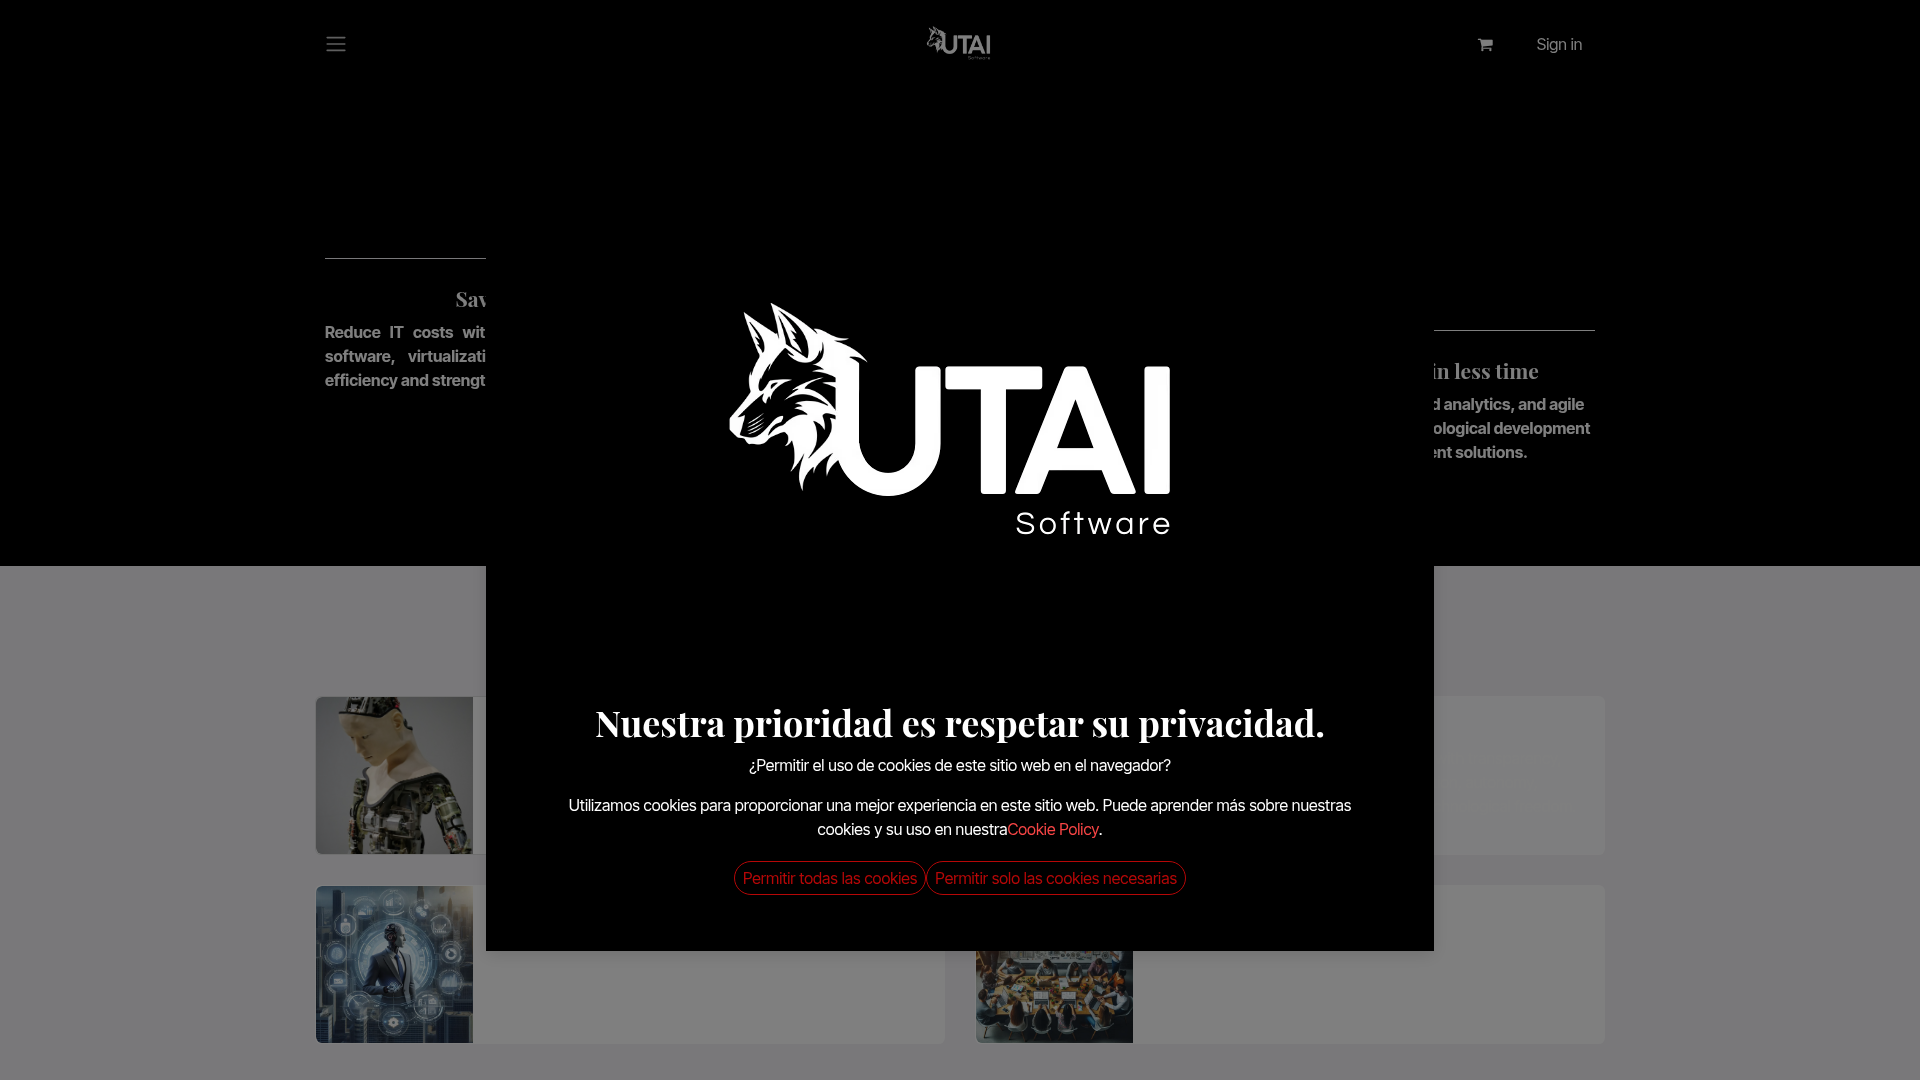 UTAI
Software
Sign in
Sav
Reduce IT costs wit
software, virtualizati
efficiency and strengt
in less time
d analytics, and agile
ological development
ent solutions.
UTAI
Software
Nuestra prioridad es respetar su privacidad.
¿Permitir el uso de cookies de este sitio web en el navegador?
Utilizamos cookies para proporcionar una mejor experiencia en este sitio web. Puede aprender más sobre nuestras
cookies y su uso en nuestraCookie Policy.
Permitir todas las cookies Permitir solo las cookies necesarias